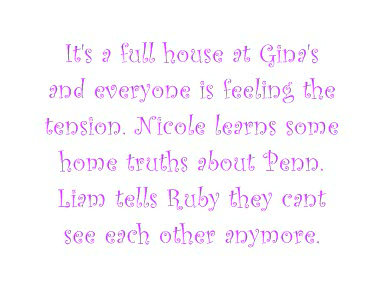 It's a full house at Gina's
and everyone is feeling the
tension. Nicole learns some
home truths about Penn.
Liam tells Ruby they cant
see each other anymore.